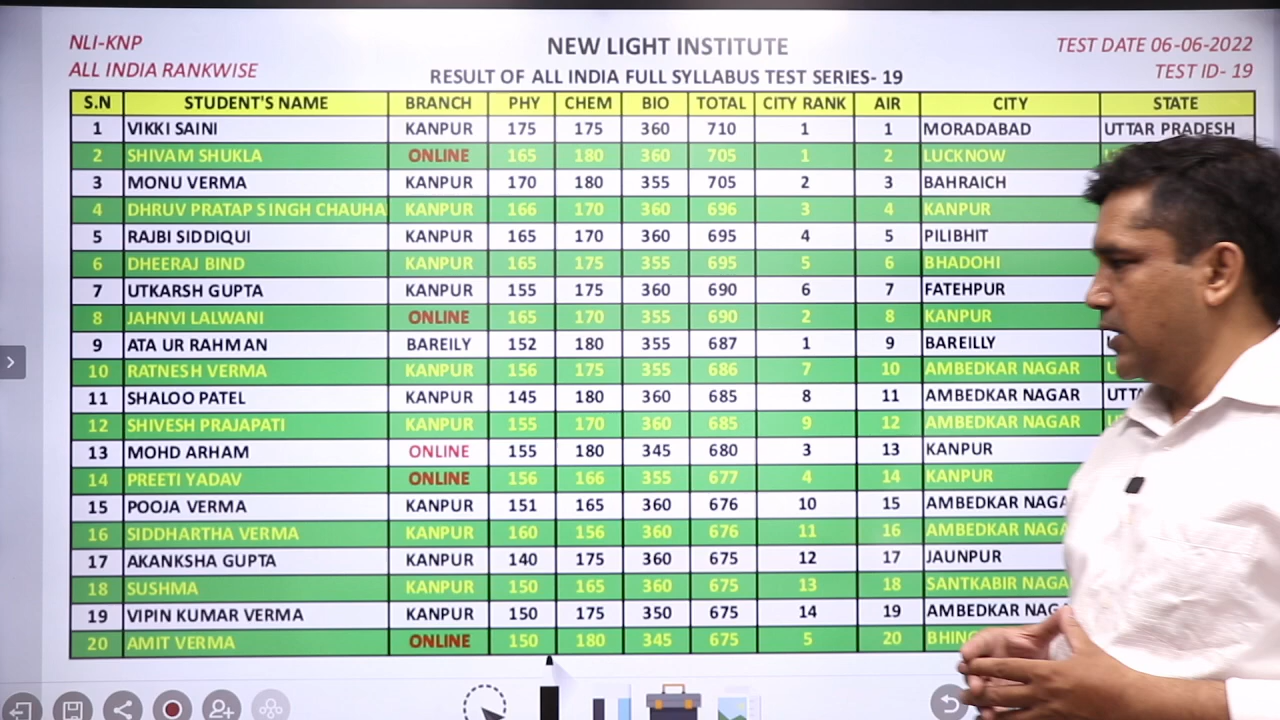 NLI-KNP
NEW LIGHT INSTITUTE
TEST DATE 06-06-2022
ALL INDIA RANKWISE
RESULT OF ALL INDIA FULL SYLLABUS TEST SERIES- 19
TEST ID- 19
S.N STUDENT'S NAME BRANCH PHY CHEM BIO TOTAL CITY RANK AIR CITY STATE
1 VIKKI SAINI KANPUR 175 175 360 710 1 1 MORADABAD UTTAR PRADESH
2 SHIVAM SHUKLA ONLINE 165 180 360 705 1 2 LUCKNOW
3 MONU VERMA KANPUR 170 180 355 705 2 3 BAHRAICH
4 DHRUV PRATAP SINGH CHAUHA KANPUR 166 170 360 696 3 4 KANPUR
5 RAJBI SIDDIQUI KANPUR 165 170 360 695 4 5 PILIBHIT
6 DHEERAJ BIND KANPUR 165 175 355 695 5 6 BHADOHI
7 UTKARSH GUPTA KANPUR 155 175 360 690 6 7 FATEHPUR
8 JAHNVI LALWANI ONLINE 165 170 355 690 2 8 KANPUR
9 ATA UR RAHMAN BAREILY 152 180 355 687 1 9 BAREILLY
10 RATNESH VERMA KANPUR 156 175 355 686 7 10 AMBEDKAR NAGAR
11 SHALOO PATEL KANPUR 145 180 360 685 8 11 AMBEDKAR NAGAR
12 SHIVESH PRAJAPATI KANPUR 155 170 360 685 9 12 AMBEDKAR NAGAR
13 MOHD ARHAM ONLINE 155 180 345 680 3 13 KANPUR
14 PREETI YADAV ONLINE 156 166 355 677 4 14 KANPUR
15 POOJA VERMA KANPUR 151 165 360 676 10 15 AMBEDKAR NAGA
16 SIDDHARTHA VERMA KANPUR 160 156 360 676 11 16 AMBEDKAR NAGA
17 AKANKSHA GUPTA KANPUR 140 175 360 675 12 17 JAUNPUR
18 SUSHMA KANPUR 150 165 360 675 13 18 SANTKABIR NAGA
19 VIPIN KUMAR VERMA KANPUR 150 175 350 675 14 19 AMBEDKAR NAG
20 AMIT VERMA ONLINE 150 180 345 675 5 20